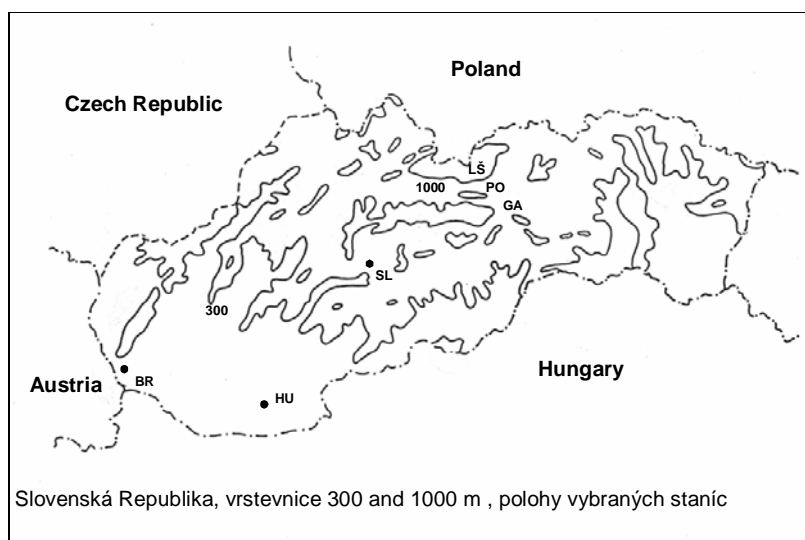 Poland
Czech Republic
LŠ
1000
PO
GA
SL
300
Hungary
Austria
BR
HU
Slovenská Republika, vrstevnice 300 and 1000 m , polohy vybraných staníc